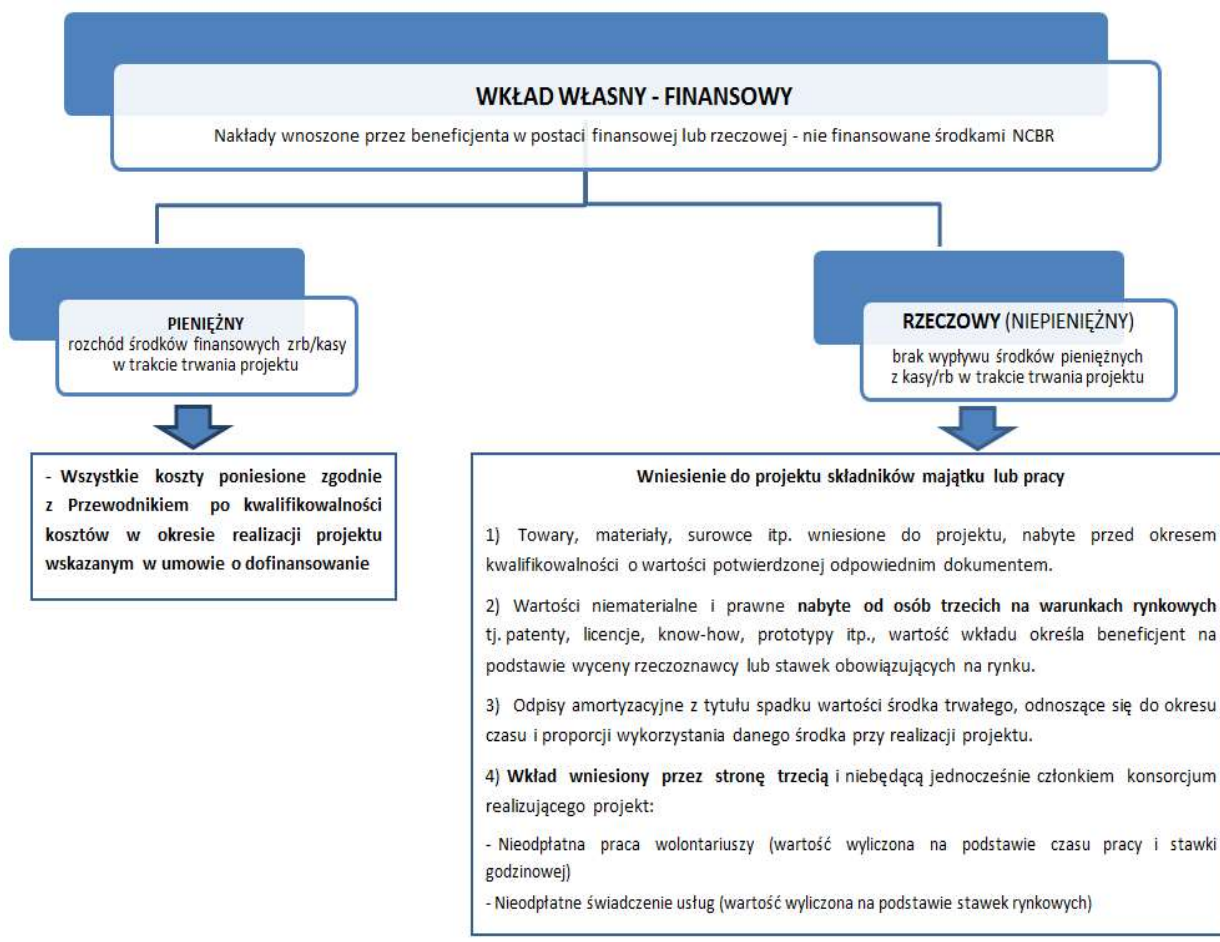 WKŁAD WŁASNY - FINANSOWY
Nakłady wnoszone przez beneficjenta w postaci finansowej lub rzeczowej - nie finansowane środkami NCBR
PIENIĘŻNY
rozchód środków finansowych zrb/kasy
w trakcie trwania projektu
RZECZOWY (NIEPIENIĘŻNY)
brak wypływu środków pieniężnych
z kasy/rb w trakcie trwania projektu
- Wszystkie koszty poniesione zgodnie
z Przewodnikiem po kwalifikowalności
kosztów w okresie realizacji projektu
wskazanym w umowie o dofinansowanie
Wniesienie do projektu składników majątku lub pracy
1) Towary, materiały, surowce itp. wniesione do projektu, nabyte przed okresem
kwalifikowalności o wartości potwierdzonej odpowiednim dokumentem.
2) Wartości niematerialne i prawne nabyte od osób trzecich na warunkach rynkowych
tj. patenty, licencje, know-how, prototypy itp., wartość wkładu określa beneficjent na
podstawie wyceny rzeczoznawcy lub stawek obowiązujących na rynku.
3) Odpisy amortyzacyjne z tytułu spadku wartości środka trwałego, odnoszące się do okresu
czasu i proporcji wykorzystania danego środka przy realizacji projektu.
4) Wkład wniesiony przez stronę trzecią i niebędącą jednocześnie członkiem konsorcjum
realizującego projekt:
- Nieodpłatna praca wolontariuszy (wartość wyliczona na podstawie czasu pracy i stawki
godzinowej)
- Nieodpłatne świadczenie usług (wartość wyliczona na podstawie stawek rynkowych)